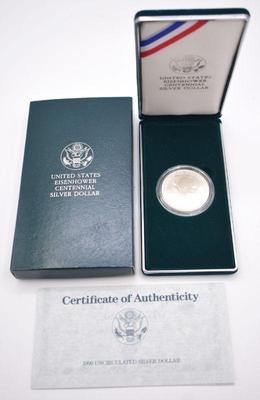 UNITED STATES
EISENHOWER
CENTENNIAL
SILVER DOLLAR
UNITED STATES
EISENHOWER
CENTENNIAL
SILVER DOLLAR
Certificate of Authenticity
1990 UNCIRCULATED SILVER DOLLAR